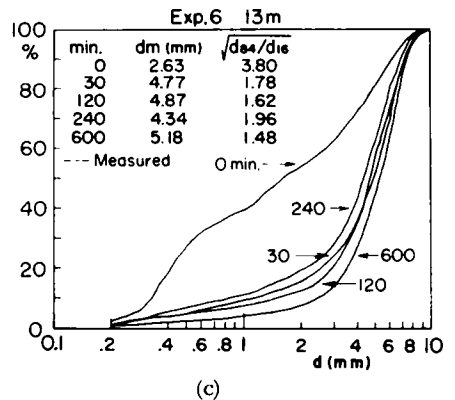 Exp.6 13m
100
%
80
60
40
20
0
min. dm (mm) √d84/d16
0 2.63 3.80
30 4.77 1.78
120 4.87 1.62
240 4.34 1.96
600 5.18 1.48
--- Measured
0 min.
240
30
600
120
0.1 .2 .4 .6 .8 1 2 4 6 8 10
d (mm)
(c)